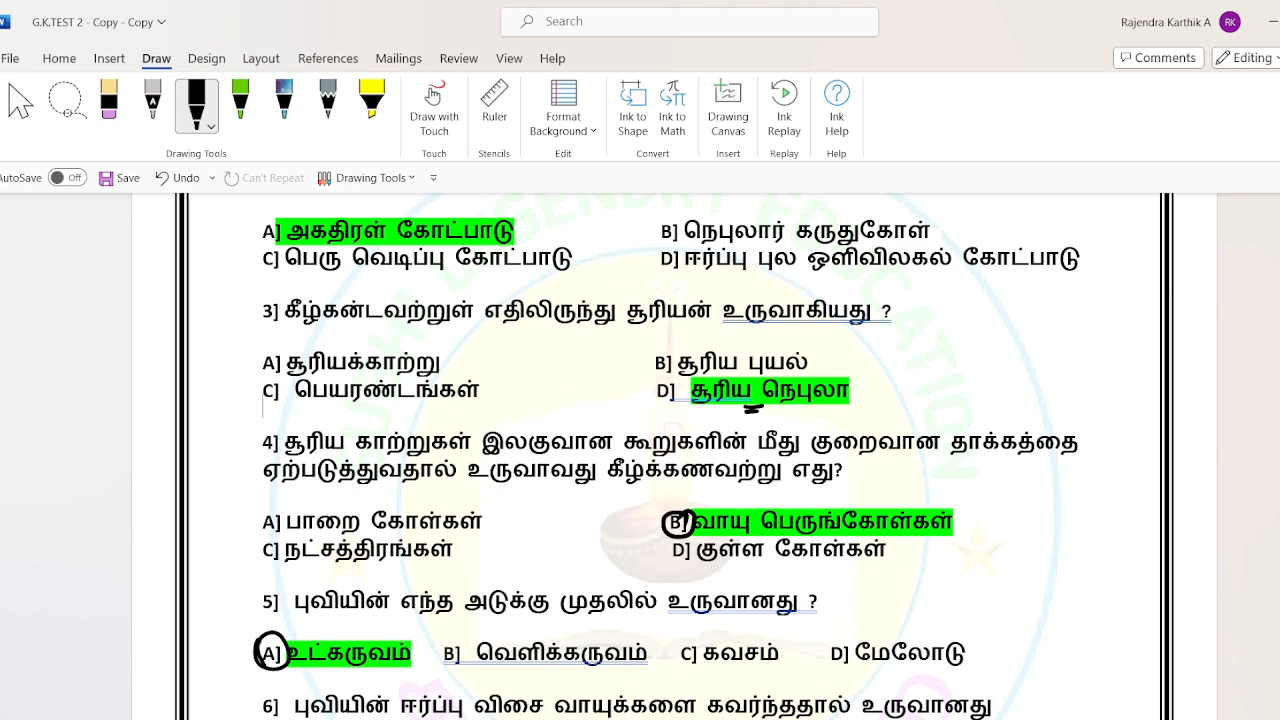 G.K.TEST 2 - Copy - Copy
Search
Rajendra Karthik A RK
File Home Insert Draw Design Layout References Mailings Review View Help Comments Editing
Draw with Touch Ruler Format Background Ink to Shape Ink to Math Drawing Canvas Ink Replay Ink Help
Drawing Tools Touch Stencils Edit Convert Insert Replay Help
AutoSave Off Save Undo Can't Repeat Drawing Tools
A] அகதிரள் கோட்பாடு B] நெபுலார் கருதுகோள்
C] பெரு வெடிப்பு கோட்பாடு D] ஈர்ப்பு புல ஒளிவிலகல் கோட்பாடு
3] கீழ்கன்டவற்றுள் எதிலிருந்து சூரியன் உருவாகியது ?
A] சூரியக்காற்று B] சூரிய புயல்
C] பெயரண்டங்கள் D] சூரிய நெபுலா
4] சூரிய காற்றுகள் இலகுவான கூறுகளின் மீது குறைவான தாக்கத்தை
ஏற்படுத்துவதால் உருவாவது கீழ்க்கணவற்று எது?
A] பாறை கோள்கள் B] வாயு பெருங்கோள்கள்
C] நட்சத்திரங்கள் D] குள்ள கோள்கள்
5] புவியின் எந்த அடுக்கு முதலில் உருவானது ?
A] உட்கருவம் B] வெளிக்கருவம் C] கவசம் D] மேலோடு
6] புவியின் ஈர்ப்பு விசை வாயுக்களை கவர்ந்ததால் உருவானது